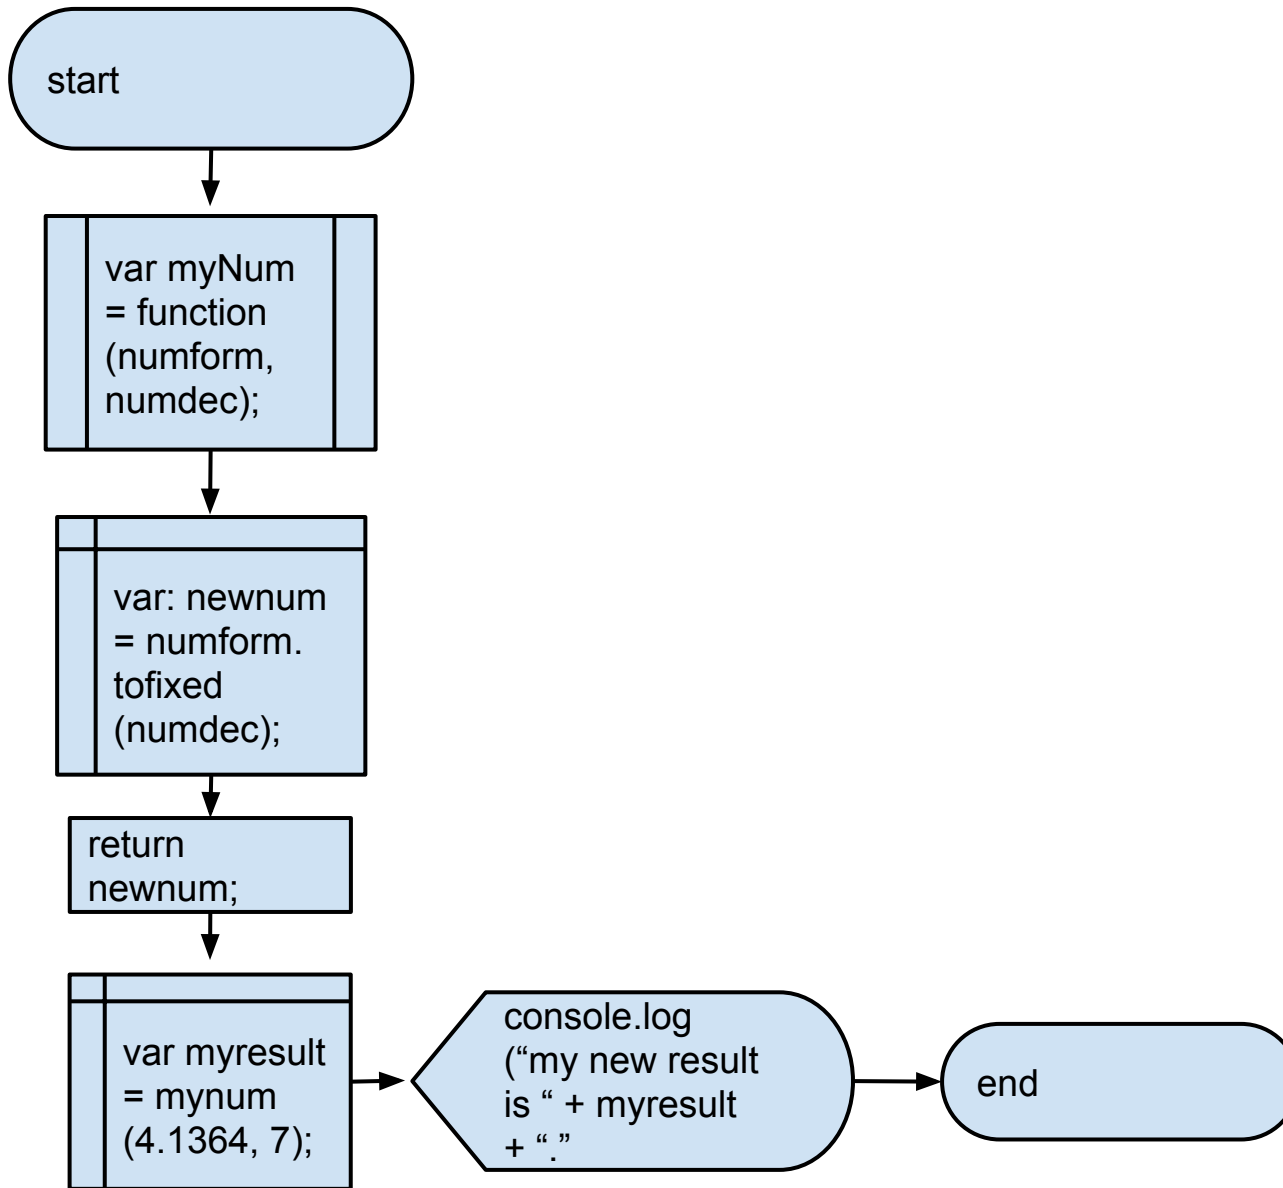 start
var myNum
= function
(numform,
numdec);
var: newnum
= numform.
tofixed
(numdec);
return
newnum;
var myresult
= mynum
(4.1364, 7);
console.log
(“my new result
is “ + myresult
+ “.”
end